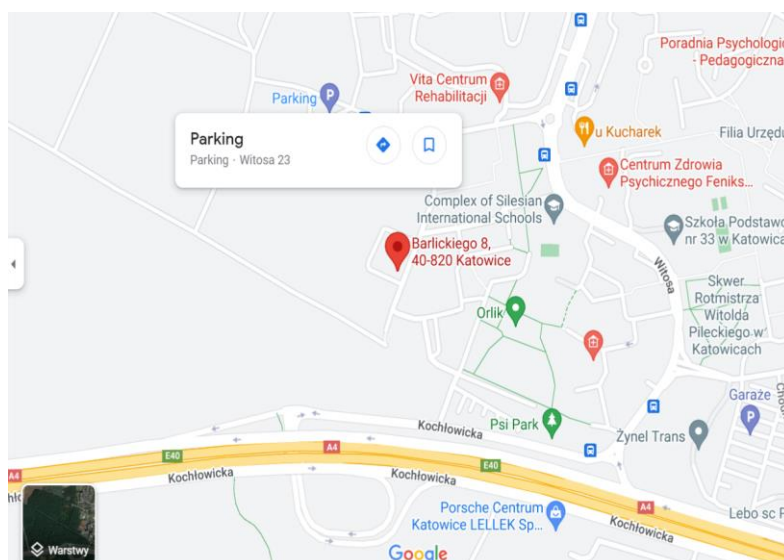 Poradnia Psychologic
- Pedagogiczna
Vita Centrum
Rehabilitacji
Parking
P
u Kucharek
Filia Urzędu
Parking
Parking · Witosa 23
Centrum Zdrowia
Psychicznego Feniks...
Complex of Silesian
International Schools
Szkoła Podstawo
nr 33 w Katowica
Barlickiego 8,
40-820 Katowice
Witosa
Skwer
Rotmistrza
Witolda
Pileckiego w
Katowicach
Orlik
Garaże
P
Psi Park
Żynel Trans
Kochłowicka
A4
E40
A4
E40
A4
Kochłowicka
Kochłowicka
Porsche Centrum
Katowice LELLEK Sp...
Kochłowicka
Lebo sc P
Warstwy
Google